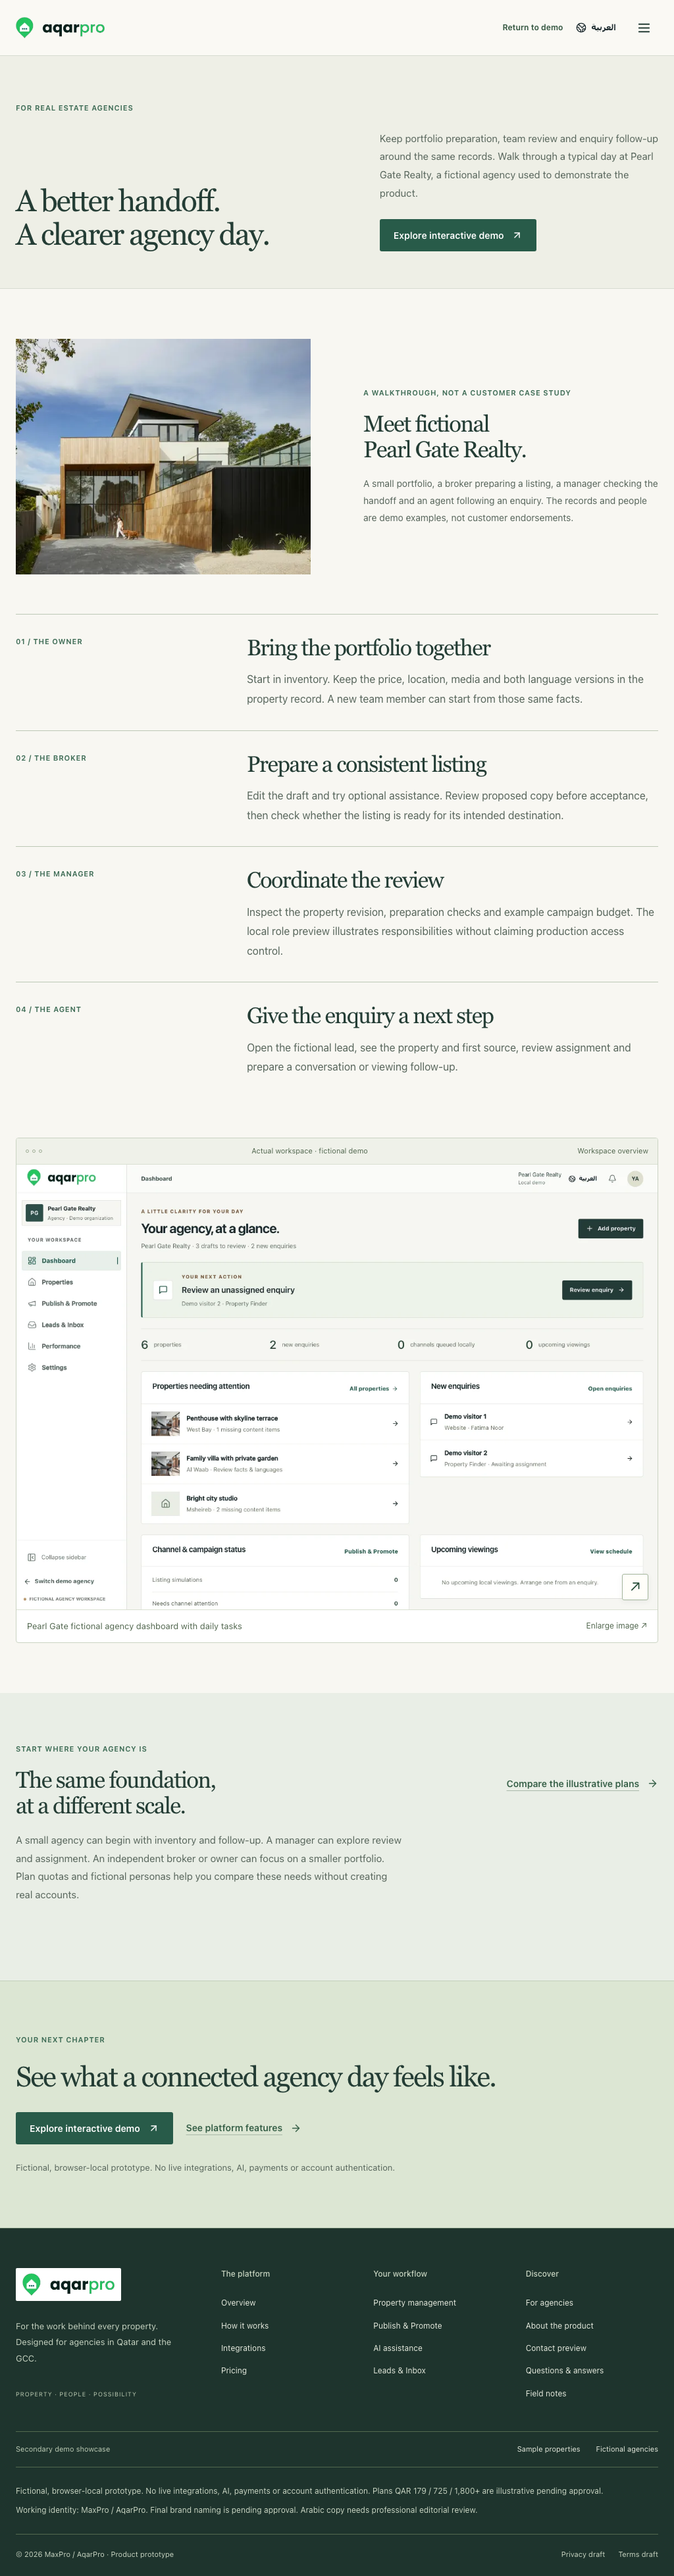 aqarpro
Return to demo
العربية
FOR REAL ESTATE AGENCIES
A better handoff.
A clearer agency day.
Keep portfolio preparation, team review and enquiry follow-up
around the same records. Walk through a typical day at Pearl
Gate Realty, a fictional agency used to demonstrate the
product.
Explore interactive demo
A WALKTHROUGH, NOT A CUSTOMER CASE STUDY
Meet fictional
Pearl Gate Realty.
A small portfolio, a broker preparing a listing, a manager checking the
handoff and an agent following an enquiry. The records and people
are demo examples, not customer endorsements.
01 / THE OWNER
Bring the portfolio together
Start in inventory. Keep the price, location, media and both language versions in the
property record. A new team member can start from those same facts.
02 / THE BROKER
Prepare a consistent listing
Edit the draft and try optional assistance. Review proposed copy before acceptance,
then check whether the listing is ready for its intended destination.
03 / THE MANAGER
Coordinate the review
Inspect the property revision, preparation checks and example campaign budget. The
local role preview illustrates responsibilities without claiming production access
control.
04 / THE AGENT
Give the enquiry a next step
Open the fictional lead, see the property and first source, review assignment and
prepare a conversation or viewing follow-up.
Actual workspace · fictional demo
Workspace overview
aqarpro
Dashboard
Pearl Gate Realty
Local demo
العربية
YA
PG
Pearl Gate Realty
Agency · Demo organization
YOUR WORKSPACE
Dashboard
Properties
Publish & Promote
Leads & Inbox
Performance
Settings
Collapse sidebar
Switch demo agency
FICTIONAL AGENCY WORKSPACE
A LITTLE CLARITY FOR YOUR DAY
Your agency, at a glance.
Pearl Gate Realty · 3 drafts to review · 2 new enquiries
Add property
YOUR NEXT ACTION
Review an unassigned enquiry
Demo visitor 2 · Property Finder
Review enquiry
6 properties
2 new enquiries
0 channels queued locally
0 upcoming viewings
Properties needing attention
All properties
Penthouse with skyline terrace
West Bay · 1 missing content items
Family villa with private garden
Al Waab · Review facts & languages
Bright city studio
Msheireb · 2 missing content items
New enquiries
Open enquiries
Demo visitor 1
Website · Fatima Noor
Demo visitor 2
Property Finder · Awaiting assignment
Channel & campaign status
Publish & Promote
Listing simulations 0
Needs channel attention 0
Upcoming viewings
View schedule
No upcoming local viewings. Arrange one from an enquiry.
Pearl Gate fictional agency dashboard with daily tasks
Enlarge image ↗
START WHERE YOUR AGENCY IS
The same foundation,
at a different scale.
A small agency can begin with inventory and follow-up. A manager can explore review
and assignment. An independent broker or owner can focus on a smaller portfolio.
Plan quotas and fictional personas help you compare these needs without creating
real accounts.
Compare the illustrative plans
YOUR NEXT CHAPTER
See what a connected agency day feels like.
Explore interactive demo
See platform features
Fictional, browser-local prototype. No live integrations, AI, payments or account authentication.
aqarpro
For the work behind every property.
Designed for agencies in Qatar and the
GCC.
PROPERTY · PEOPLE · POSSIBILITY
The platform
Overview
How it works
Integrations
Pricing
Your workflow
Property management
Publish & Promote
AI assistance
Leads & Inbox
Discover
For agencies
About the product
Contact preview
Questions & answers
Field notes
Secondary demo showcase
Sample properties
Fictional agencies
Fictional, browser-local prototype. No live integrations, AI, payments or account authentication. Plans QAR 179 / 725 / 1,800+ are illustrative pending approval.
Working identity: MaxPro / AqarPro. Final brand naming is pending approval. Arabic copy needs professional editorial review.
© 2026 MaxPro / AqarPro · Product prototype
Privacy draft
Terms draft